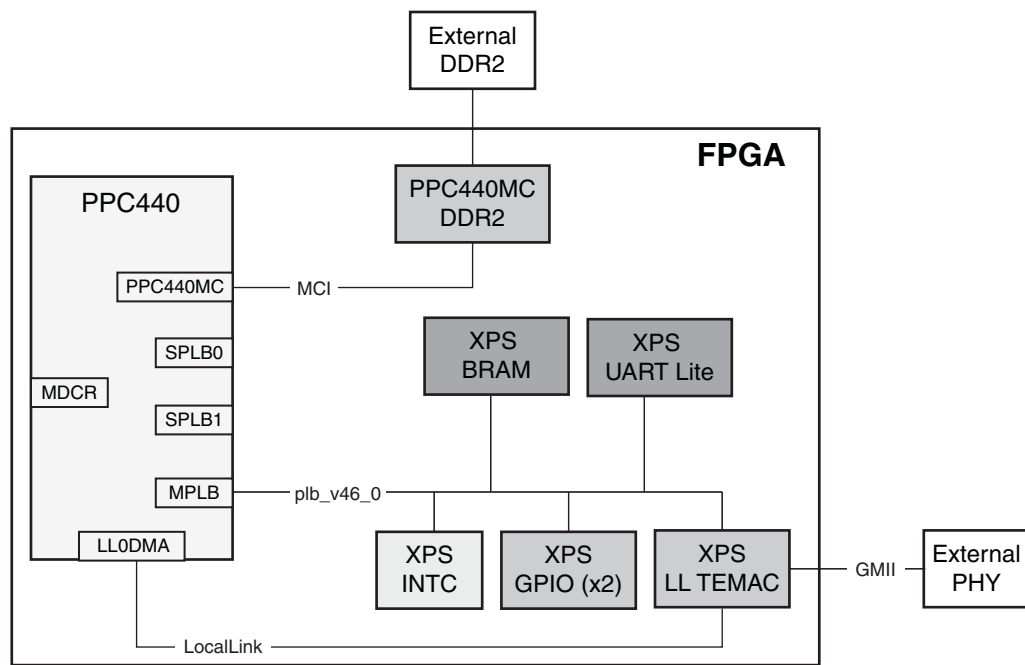 External
DDR2
FPGA
PPC440
PPC440MC
DDR2
PPC440MC
MCI
SPLB0
XPS
BRAM
XPS
UART Lite
MDCR
SPLB1
MPLB
plb_v46_0
LL0DMA
XPS
INTC
XPS
GPIO (x2)
XPS
LL TEMAC
GMII
External
PHY
LocalLink